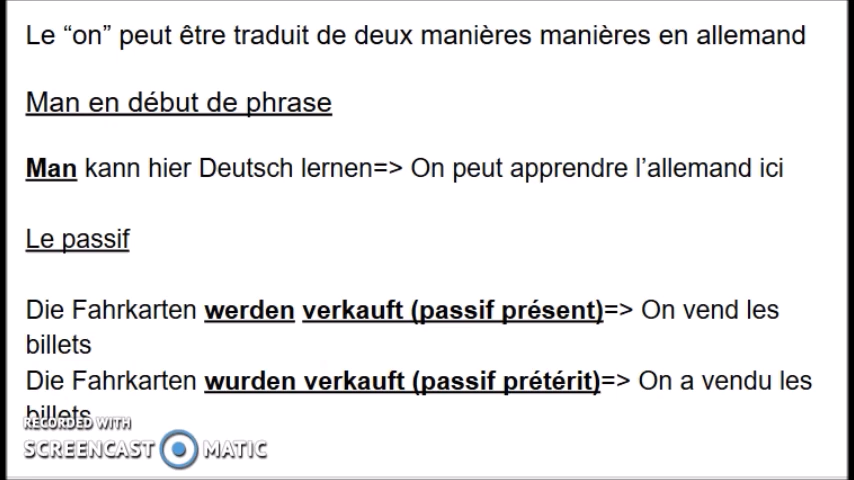 Le “on” peut être traduit de deux manières manières en allemand
Man en début de phrase
Man kann hier Deutsch lernen=> On peut apprendre l’allemand ici
Le passif
Die Fahrkarten werden verkauft (passif présent)=> On vend les
billets
Die Fahrkarten wurden verkauft (passif prétérit)=> On a vendu les
billets
RECORDED WITH
SCREENCAST MATIC